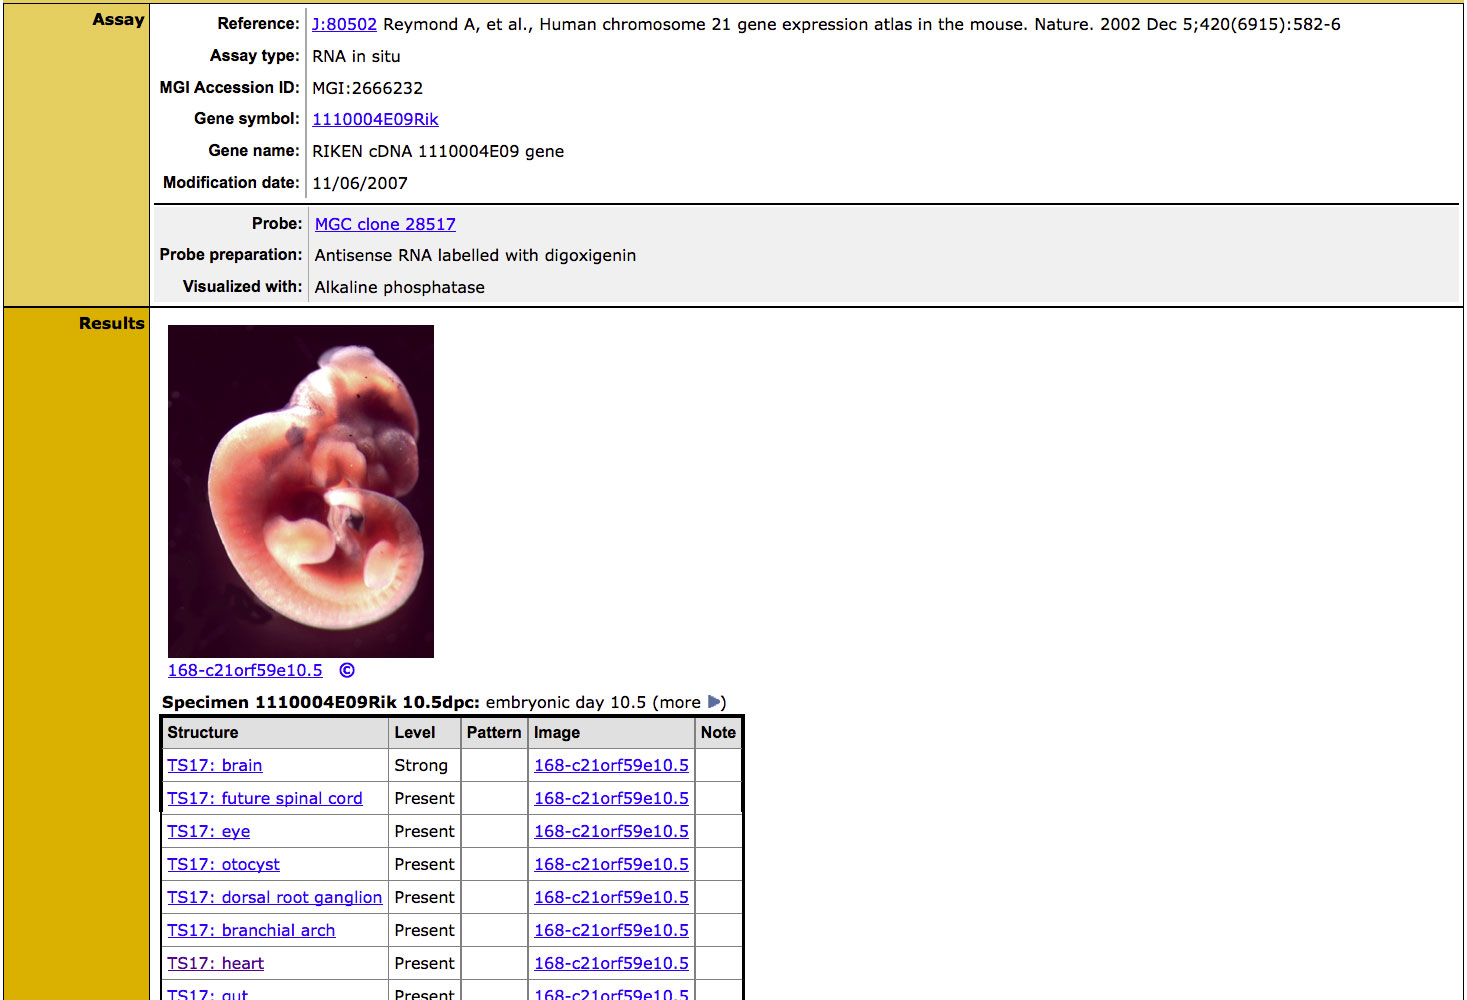 Assay
Reference: J:80502 Reymond A, et al., Human chromosome 21 gene expression atlas in the mouse. Nature. 2002 Dec 5;420(6915):582-6
Assay type: RNA in situ
MGI Accession ID: MGI:2666232
Gene symbol: 1110004E09Rik
Gene name: RIKEN cDNA 1110004E09 gene
Modification date: 11/06/2007
Probe: MGC clone 28517
Probe preparation: Antisense RNA labelled with digoxigenin
Visualized with: Alkaline phosphatase
Results
168-c21orf59e10.5 ©
Specimen 1110004E09Rik 10.5dpc: embryonic day 10.5 (more ▶)
Structure Level Pattern Image Note
TS17: brain Strong 168-c21orf59e10.5
TS17: future spinal cord Present 168-c21orf59e10.5
TS17: eye Present 168-c21orf59e10.5
TS17: otocyst Present 168-c21orf59e10.5
TS17: dorsal root ganglion Present 168-c21orf59e10.5
TS17: branchial arch Present 168-c21orf59e10.5
TS17: heart Present 168-c21orf59e10.5
TS17: gut Present 168-c21orf59e10.5